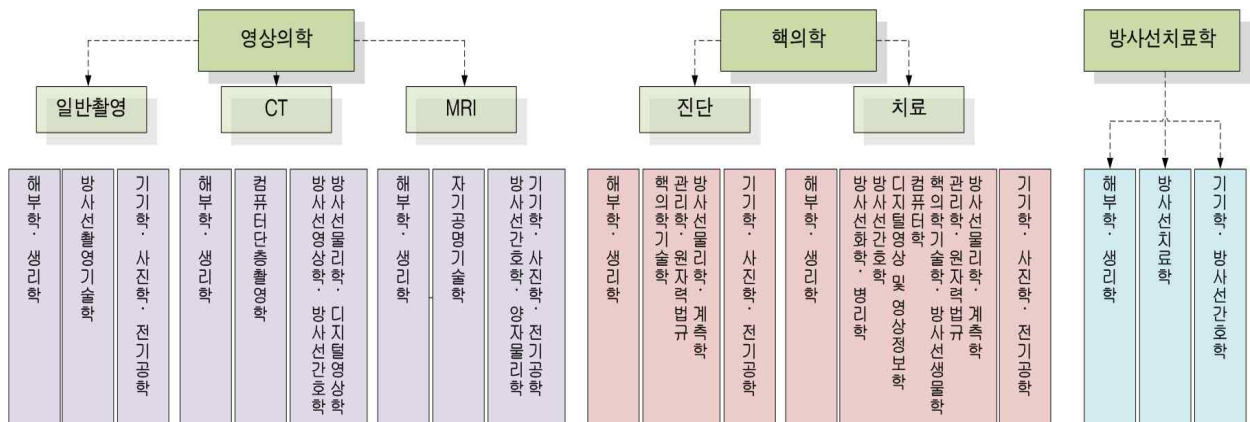 영상의학
핵의학
방사선치료학
일반촬영
CT
MRI
진단
치료
해부학· 생리학
방사선촬영기술학
기기학· 사진학· 전기공학
해부학· 생리학
컴퓨터단층촬영학
방사선물리학· 디지털영상학
방사선영상학· 방사선간호학
해부학· 생리학
자기공명기술학
기기학· 사진학· 전기공학
방사선간호학· 양자물리학
해부학· 생리학
방사선물리학· 계측학
관리학· 원자력법규
핵의학기술학
기기학· 사진학· 전기공학
해부학· 생리학
방사선물리학· 계측학
관리학· 원자력법규
핵의학기술학· 방사선생물학
컴퓨터학
디지털영상 및 영상정보학
방사선간호학
방사선화학· 병리학
기기학· 사진학· 전기공학
해부학· 생리학
방사선치료학
기기학· 방사선간호학